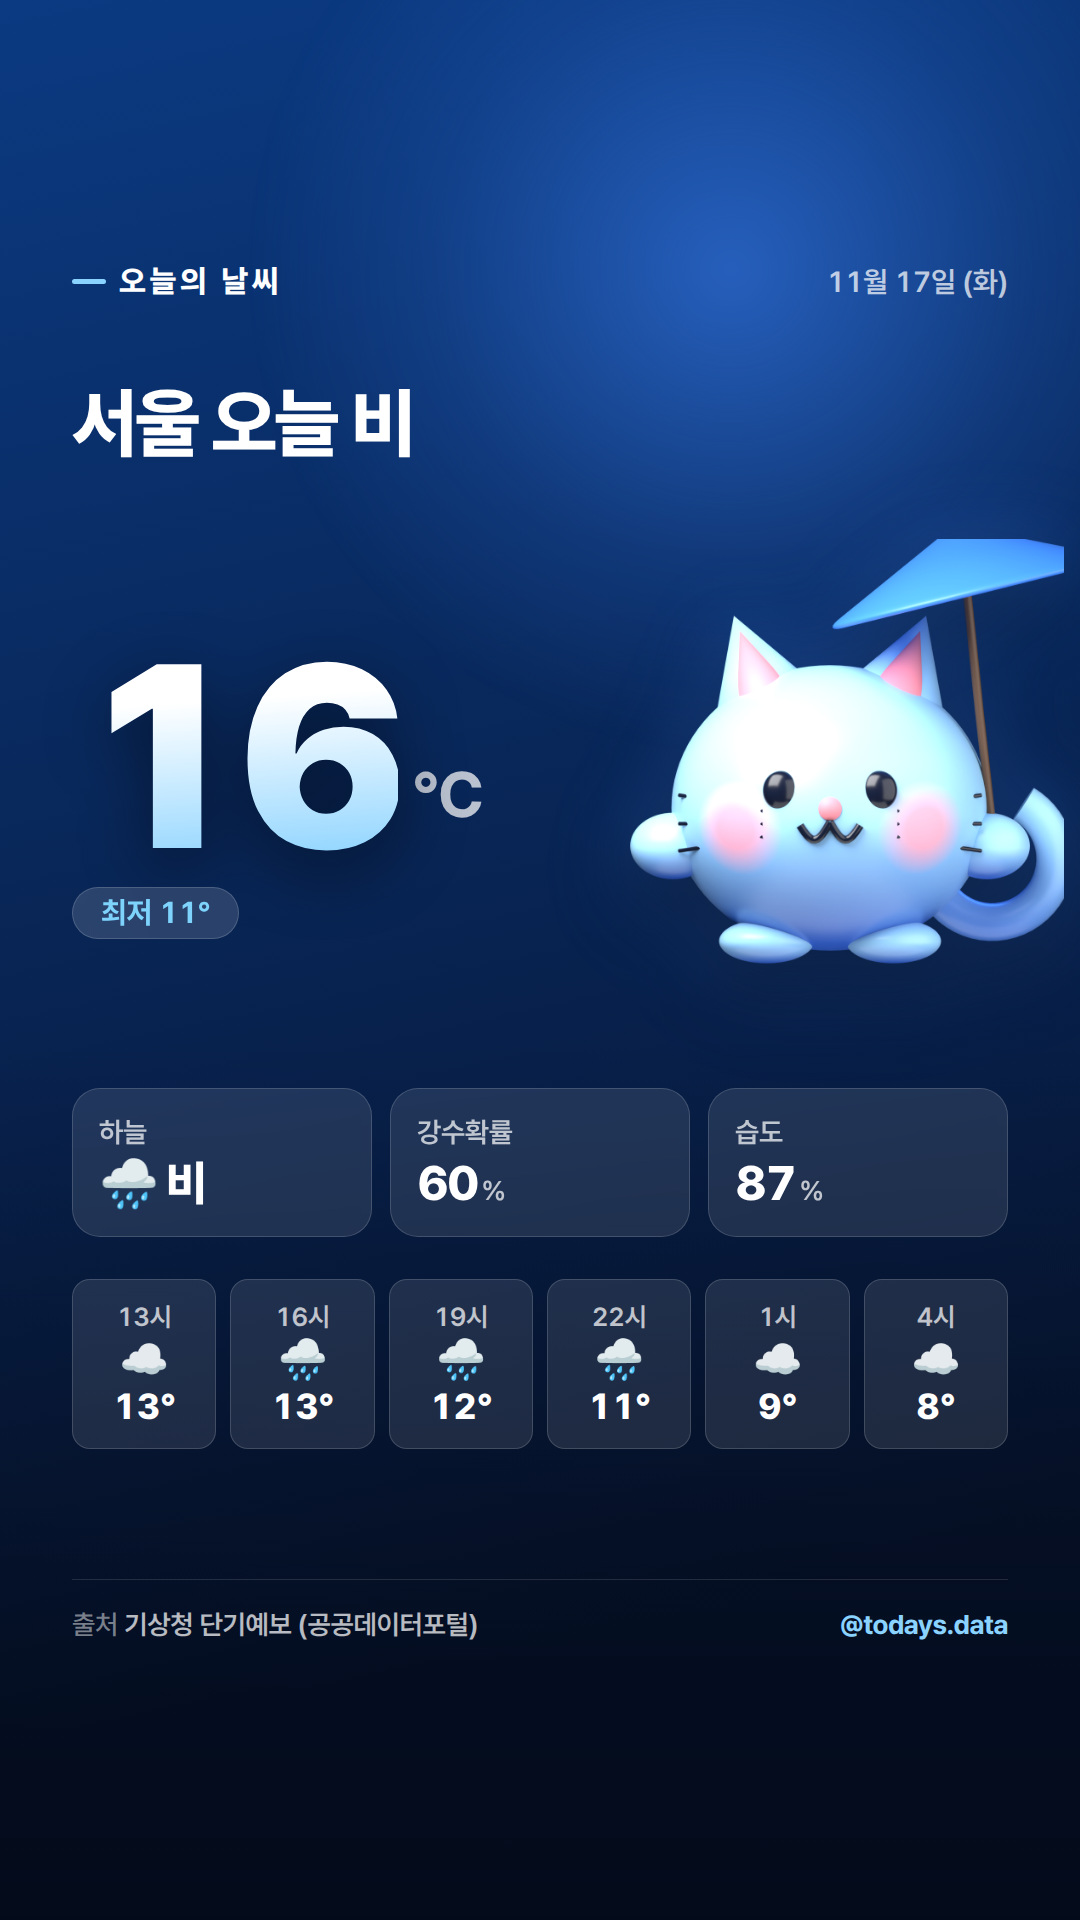 오늘의 날씨
11월 17일 (화)
서울 오늘 비
16°C
최저 11°
하늘
비
강수확률
60%
습도
87%
13시
13°
16시
13°
19시
12°
22시
11°
1시
9°
4시
8°
출처 기상청 단기예보 (공공데이터포털)
@todays.data